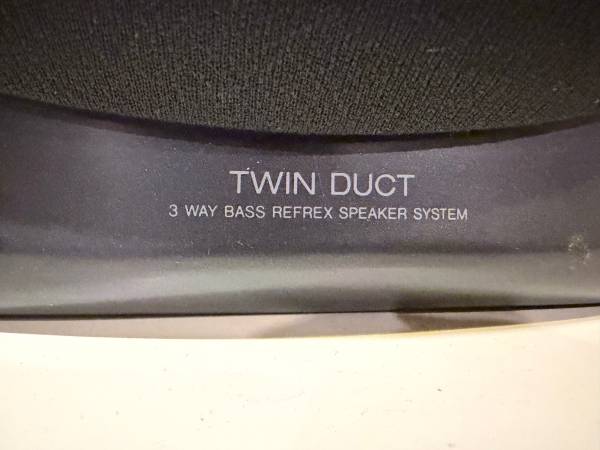 TWIN DUCT
3 WAY BASS REFREX SPEAKER SYSTEM